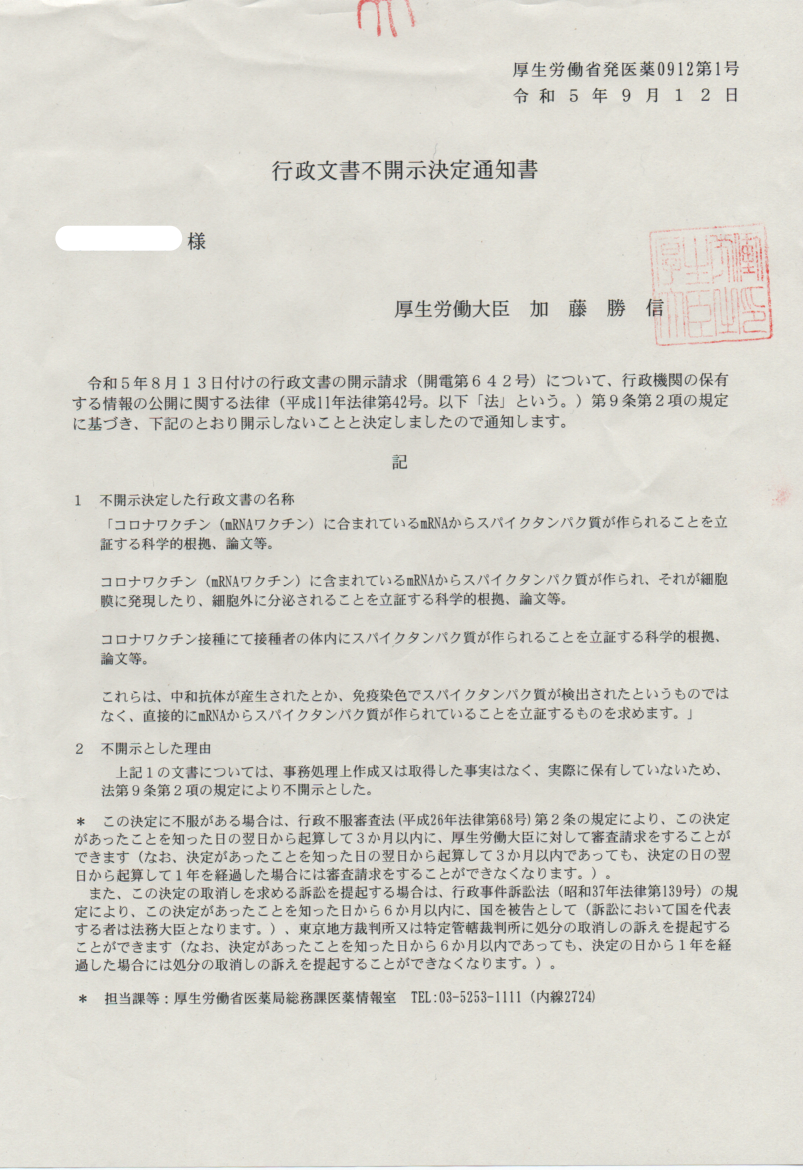 厚生労働省発医薬0912第1号
令和５年９月１２日
行政文書不開示決定通知書
様
厚生労働大臣　加　藤　勝　信
令和５年８月１３日付けの行政文書の開示請求（開電第６４２号）について、行政機関の保有
する情報の公開に関する法律（平成11年法律第42号。以下「法」という。）第９条第２項の規定
に基づき、下記のとおり開示しないことと決定しましたので通知します。
記
１　不開示決定した行政文書の名称
「コロナワクチン（mRNAワクチン）に含まれているmRNAからスパイクタンパク質が作られることを立
証する科学的根拠、論文等。
コロナワクチン（mRNAワクチン）に含まれているmRNAからスパイクタンパク質が作られ、それが細胞
膜に発現したり、細胞外に分泌されることを立証する科学的根拠、論文等。
コロナワクチン接種にて接種者の体内にスパイクタンパク質が作られることを立証する科学的根拠、
論文等。
これらは、中和抗体が産生されたとか、免疫染色でスパイクタンパク質が検出されたというものでは
なく、直接的にmRNAからスパイクタンパク質が作られていることを立証するものを求めます。」
２　不開示とした理由
上記１の文書については、事務処理上作成又は取得した事実はなく、実際に保有していないため、
法第９条第２項の規定により不開示とした。
＊　この決定に不服がある場合は、行政不服審査法(平成26年法律第68号)第２条の規定により、この決定
があったことを知った日の翌日から起算して３か月以内に、厚生労働大臣に対して審査請求をすることが
できます（なお、決定があったことを知った日の翌日から起算して３か月以内であっても、決定の日の翌
日から起算して１年を経過した場合には審査請求をすることができなくなります。）。
また、この決定の取消しを求める訴訟を提起する場合は、行政事件訴訟法（昭和37年法律第139号）の規
定により、この決定があったことを知った日から６か月以内に、国を被告として（訴訟において国を代表
する者は法務大臣となります。）、東京地方裁判所又は特定管轄裁判所に処分の取消しの訴えを提起する
ことができます（なお、決定があったことを知った日から６か月以内であっても、決定の日から１年を経
過した場合には処分の取消しの訴えを提起することができなくなります。）。
＊　担当課等：厚生労働省医薬局総務課医薬情報室　TEL:03-5253-1111（内線2724)